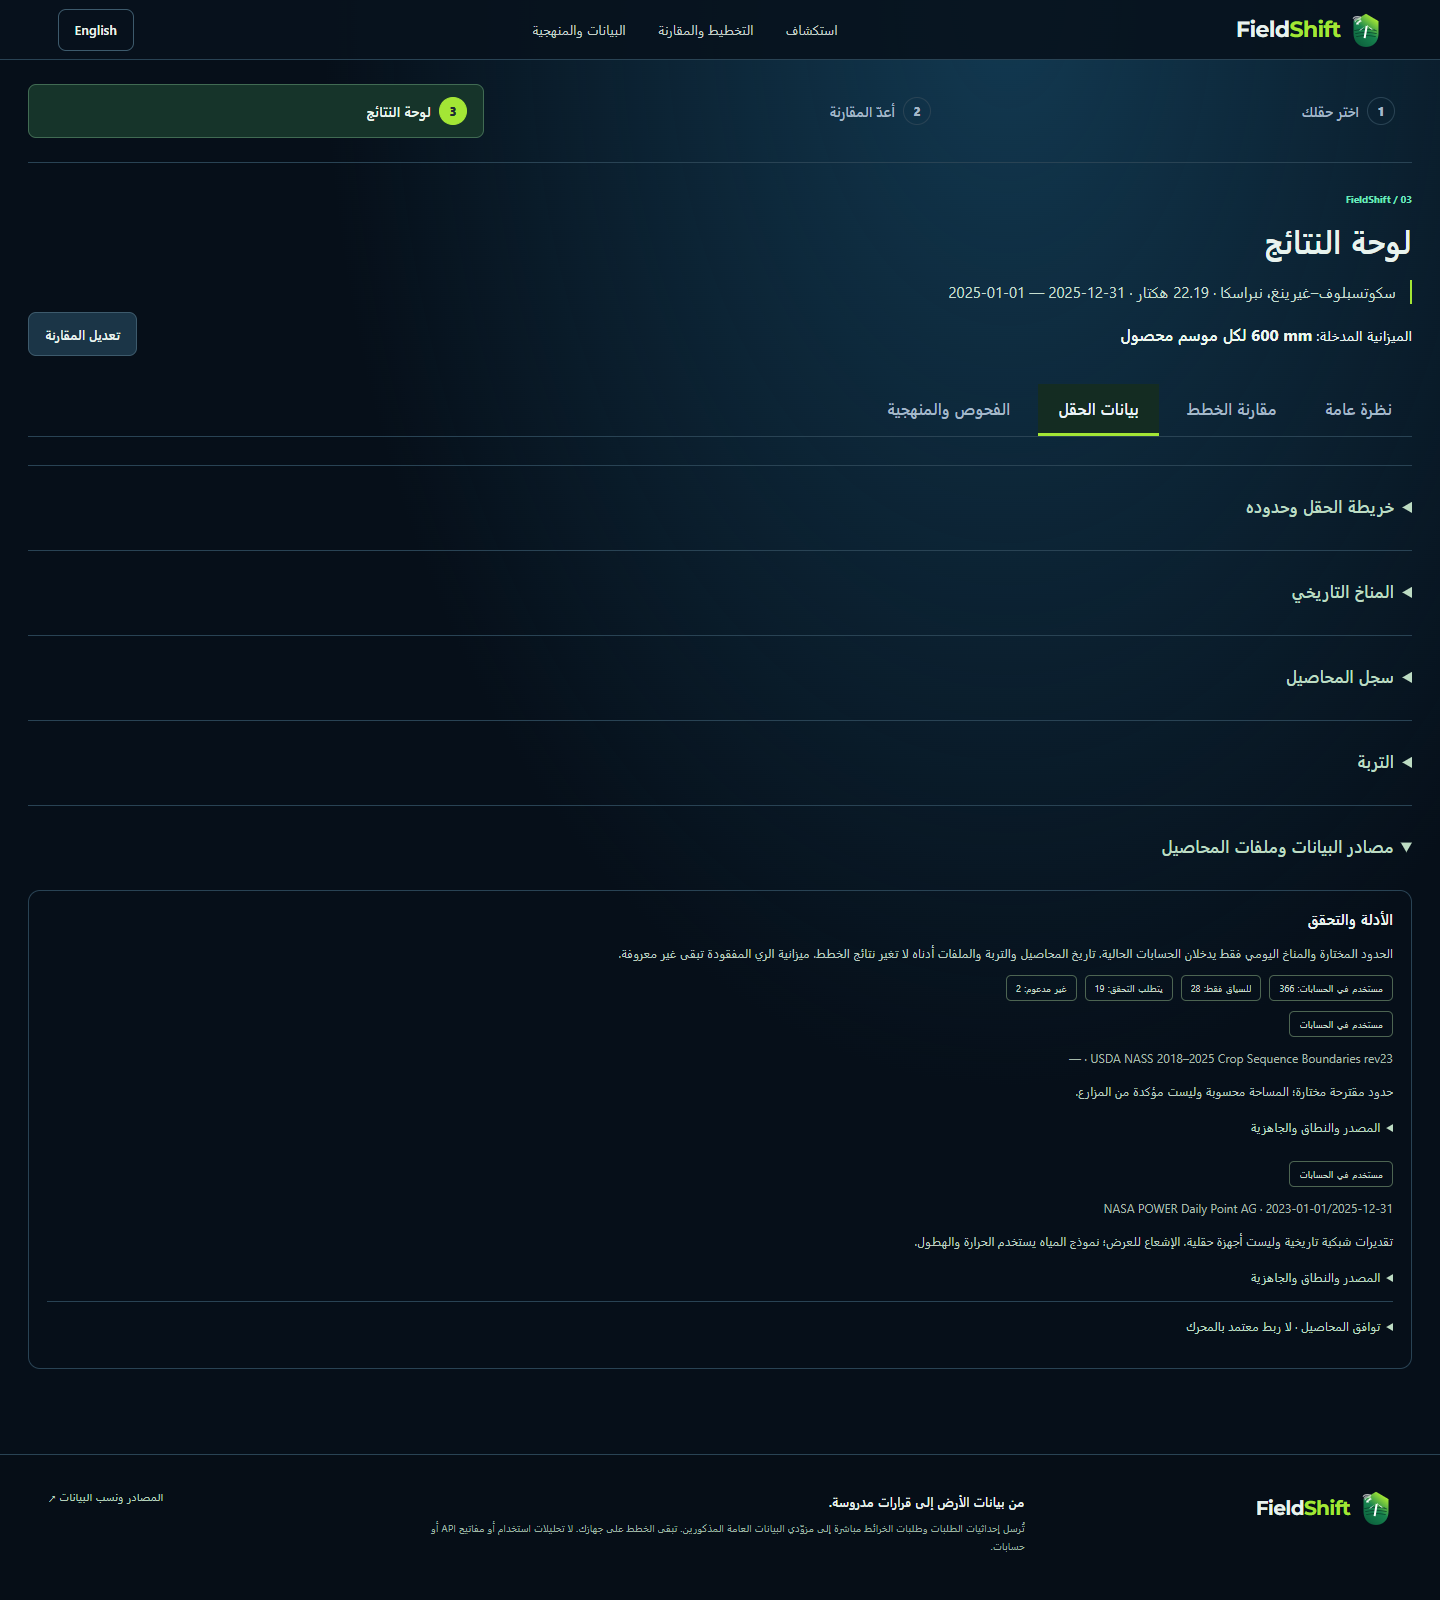 FieldShift
استكشاف
التخطيط والمقارنة
البيانات والمنهجية
English
1 اختر حقلك
2 أعدّ المقارنة
3 لوحة النتائج
FieldShift / 03
لوحة النتائج
سكوتسبلوف–غيرينغ، نبراسكا · 22.19 هكتار · 2025-12-31 — 2025-01-01
الميزانية المدخلة: 600 mm لكل موسم محصول
تعديل المقارنة
نظرة عامة
مقارنة الخطط
بيانات الحقل
الفحوص والمنهجية
خريطة الحقل وحدوده
المناخ التاريخي
سجل المحاصيل
التربة
مصادر البيانات وملفات المحاصيل
الأدلة والتحقق
الحدود المختارة والمناخ اليومي فقط يدخلان الحسابات الحالية. تاريخ المحاصيل والتربة والملفات أدناه لا تغير نتائج الخطط. ميزانية الري المفقودة تبقى غير معروفة.
مستخدم في الحسابات: 366
للسياق فقط: 28
يتطلب التحقق: 19
غير مدعوم: 2
مستخدم في الحسابات
USDA NASS 2018–2025 Crop Sequence Boundaries rev23 · —
حدود مقترحة مختارة؛ المساحة محسوبة وليست مؤكدة من المزارع.
المصدر والنطاق والجاهزية
مستخدم في الحسابات
NASA POWER Daily Point AG · 2023-01-01/2025-12-31
تقديرات شبكية تاريخية وليست أجهزة حقلية. الإشعاع للعرض؛ نموذج المياه يستخدم الحرارة والهطول.
المصدر والنطاق والجاهزية
توافق المحاصيل · لا ربط معتمد بالمحرك
FieldShift
من بيانات الأرض إلى قرارات مدروسة.
تُرسل إحداثيات الطلبات وطلبات الخرائط مباشرة إلى مزوّدي البيانات العامة المذكورين. تبقى الخطط على جهازك. لا تحليلات استخدام أو مفاتيح API أو
حسابات.
المصادر ونسب البيانات ↗